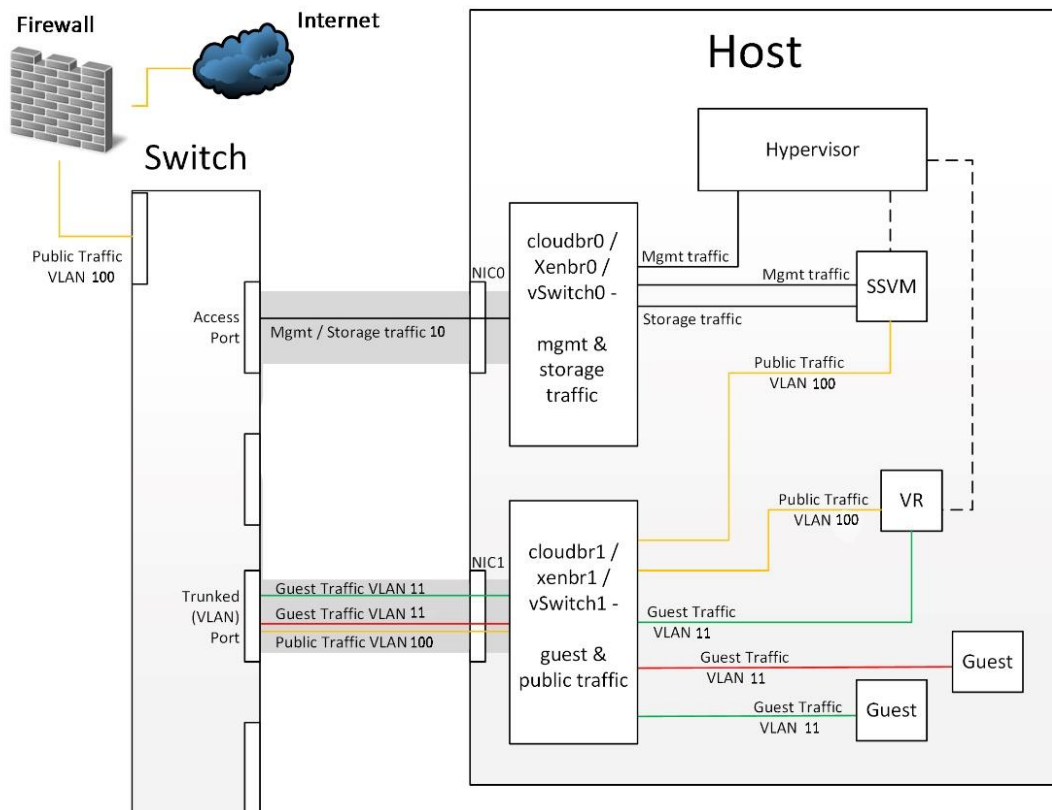 Firewall
Internet
Host
Switch
Hypervisor
Public Traffic
VLAN 100
cloudbr0 /
Xenbr0 /
vSwitch0 -
mgmt &
storage
traffic
NIC0
Mgmt traffic
Mgmt traffic
SSVM
Storage traffic
Access
Port
Mgmt / Storage traffic 10
Public Traffic
VLAN 100
Public Traffic
VLAN 100
VR
NIC1
cloudbr1 /
xenbr1 /
vSwitch1 -
guest &
public traffic
Trunked
(VLAN)
Port
Guest Traffic VLAN 11
Guest Traffic VLAN 11
Public Traffic VLAN 100
Guest Traffic
VLAN 11
Guest Traffic
VLAN 11
Guest
Guest Traffic
VLAN 11
Guest